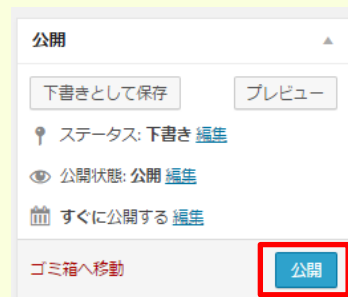 公開
下書きとして保存 プレビュー
ステータス: 下書き 編集
公開状態: 公開 編集
すぐに公開する 編集
ゴミ箱へ移動 公開